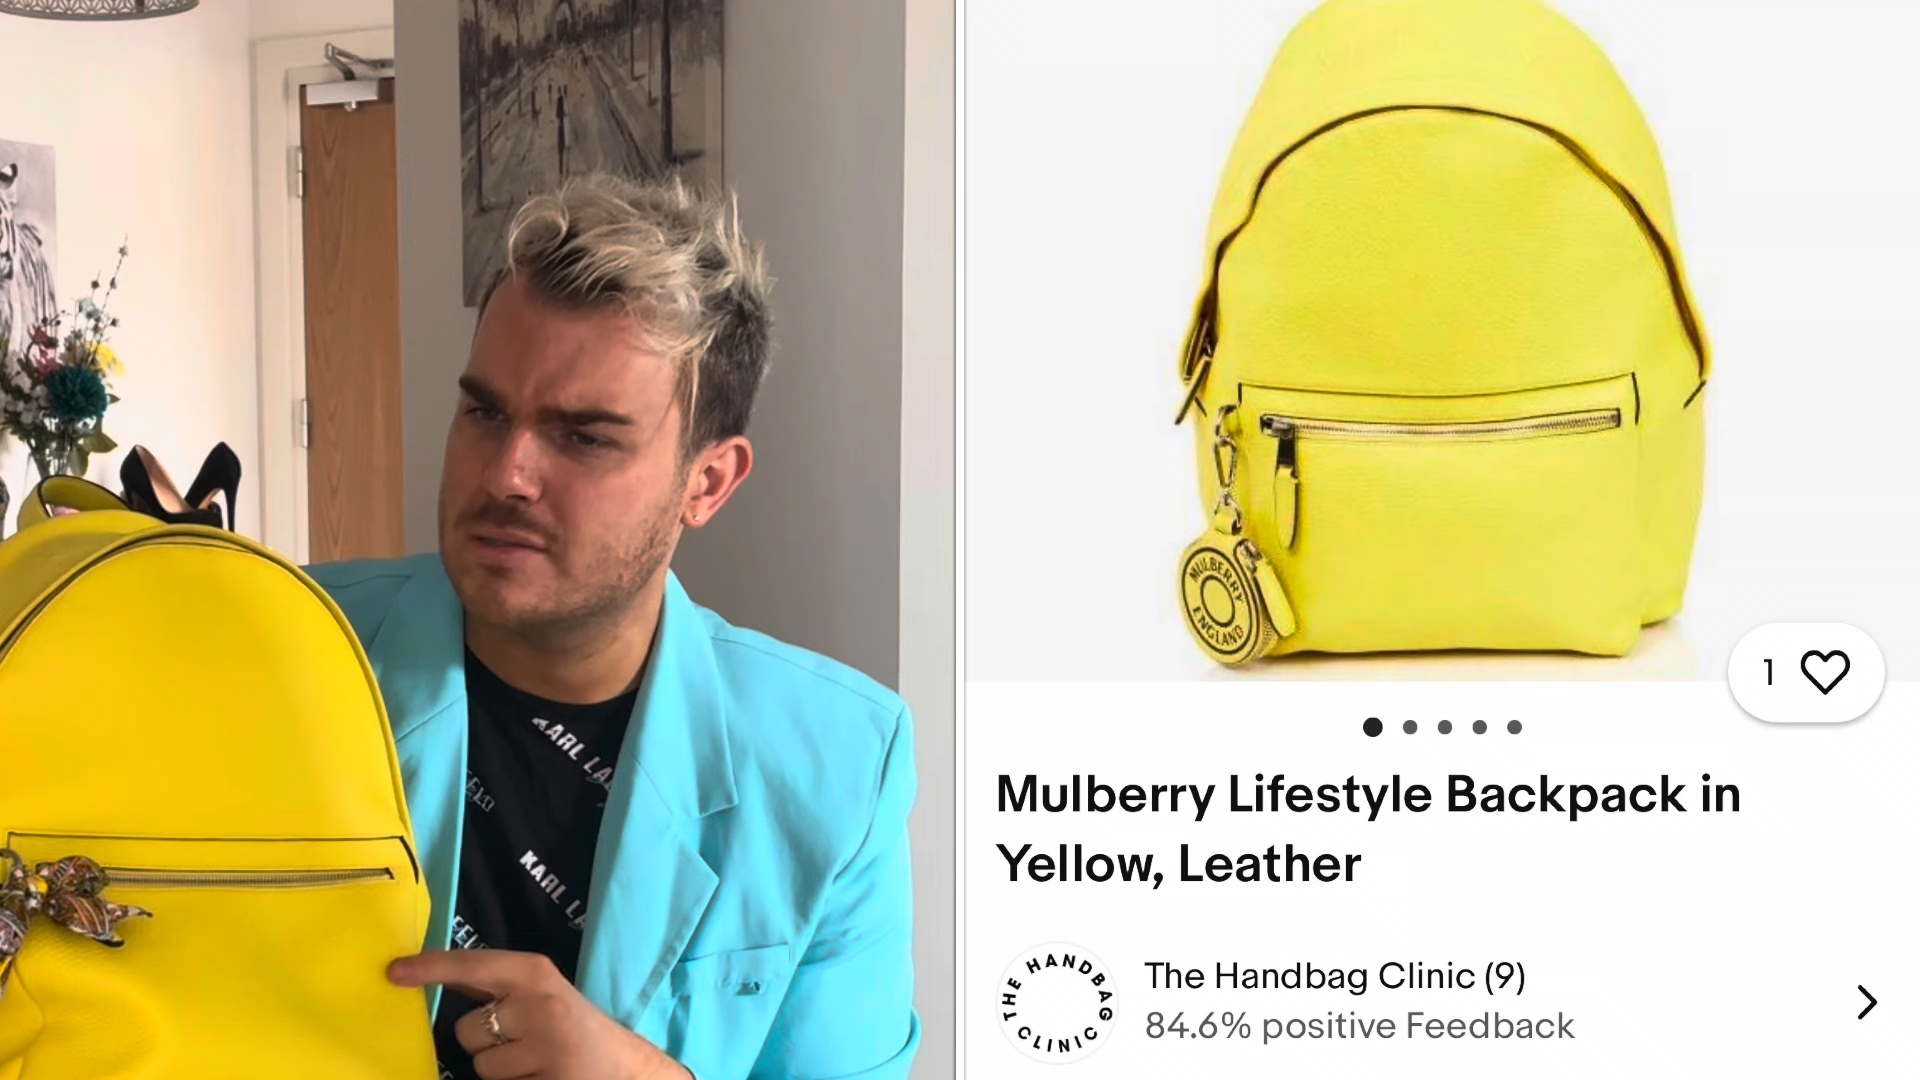 KARL LA
KARL LA
MULBERRY
ENGLAND
1
Mulberry Lifestyle Backpack in
Yellow, Leather
THE HANDBAG
CLINIC
The Handbag Clinic (9)
84.6% positive Feedback